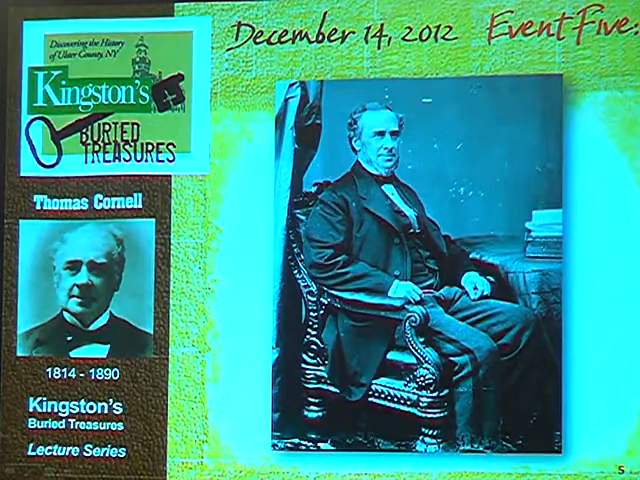 December 14, 2012 Event Five:
Discovering the History
of Ulster County, NY
Kingston's
BURIED
TREASURES
Thomas Cornell
1814 - 1890
Kingston's
Buried Treasures
Lecture Series
5